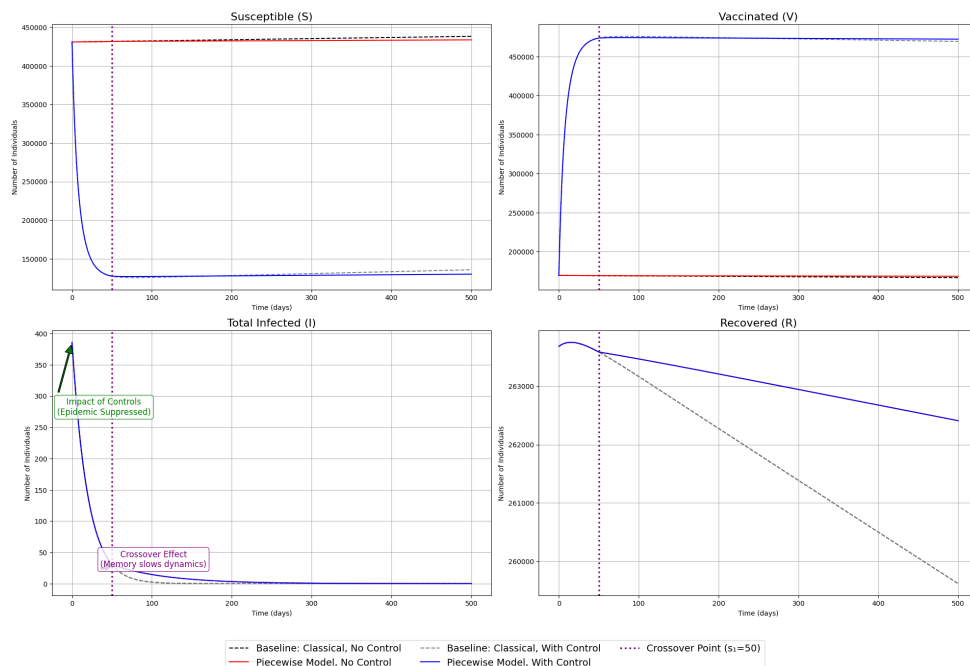 Susceptible (S)
450000
400000
350000
300000
250000
200000
150000
Number of Individuals
0
100
200
300
400
500
Time (days)
Vaccinated (V)
450000
400000
350000
300000
250000
200000
Number of Individuals
0
100
200
300
400
500
Time (days)
Total Infected (I)
400
350
300
250
200
150
100
50
0
Number of Individuals
Impact of Controls
(Epidemic Suppressed)
Crossover Effect
(Memory slows dynamics)
0
100
200
300
400
500
Time (days)
Recovered (R)
263000
262000
261000
260000
Number of Individuals
0
100
200
300
400
500
Time (days)
Baseline: Classical, No Control
Piecewise Model, No Control
Baseline: Classical, With Control
Piecewise Model, With Control
Crossover Point (s₁=50)